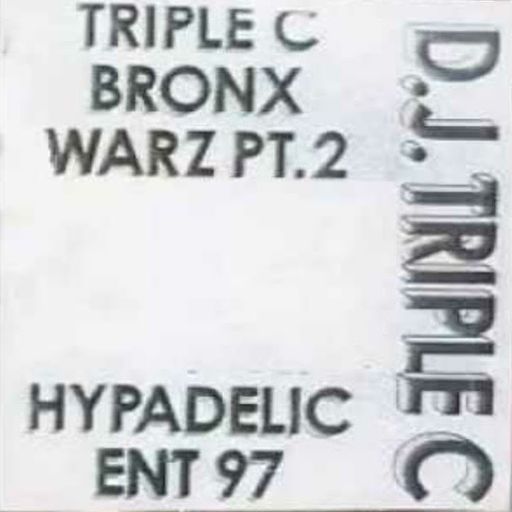 TRIPLE C
BRONX
WARZ PT.2
HYPADELIC
ENT 97
D.J. TRIPLE C